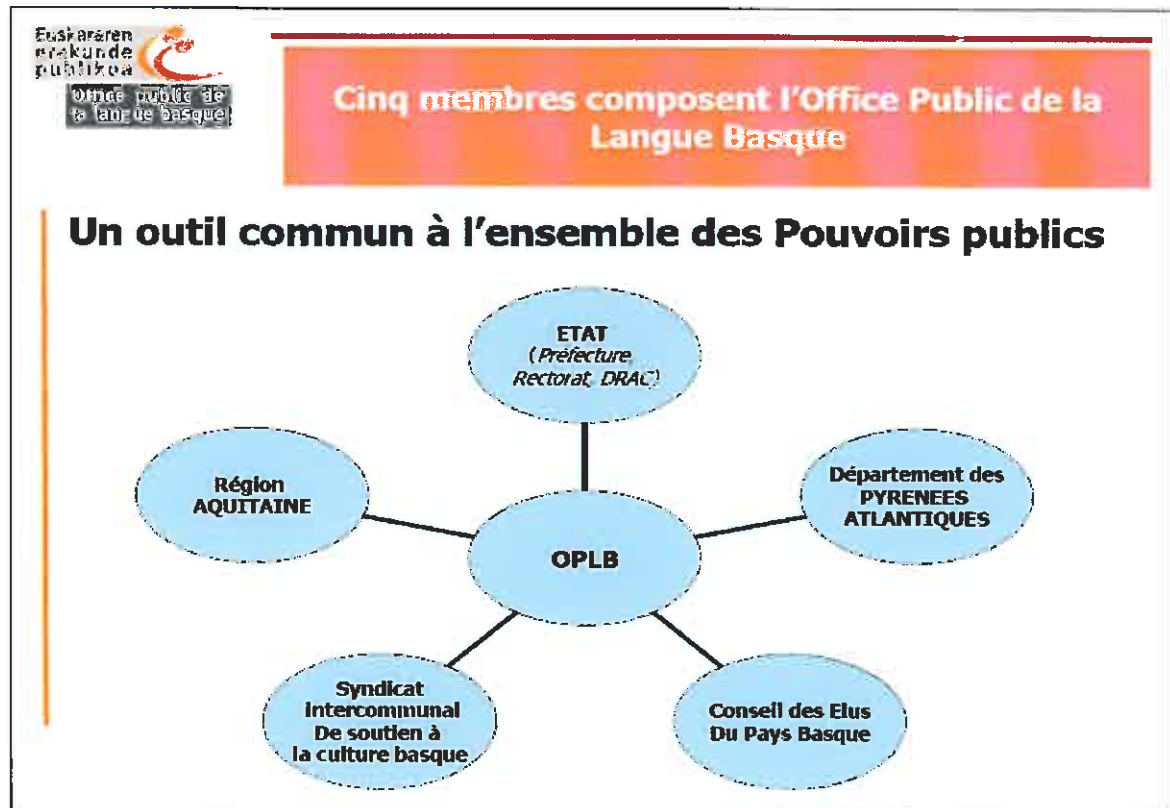 Euskararen
erakunde
publikoa
Office public de
la langue basque
Cinq membres composent l'Office Public de la
Langue Basque
Un outil commun à l'ensemble des Pouvoirs publics
ETAT
(Préfecture,
Rectorat, DRAC)
Région
AQUITAINE
Département des
PYRENEES
ATLANTIQUES
OPLB
Syndicat
intercommunal
De soutien à
la culture basque
Conseil des Elus
Du Pays Basque